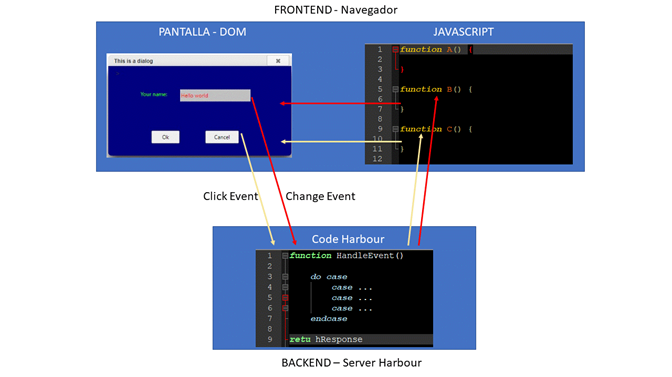 FRONTEND - Navegador
PANTALLA - DOM
JAVASCRIPT
This is a dialog
Your name:
Hello world
Ok
Cancel
1 function A() {
2
3 }
4
5 function B() {
6
7 }
8
9 function C() {
10
11 }
12
Click Event
Change Event
Code Harbour
1 function HandleEvent()
2
3 do case
4 case ...
5 case ...
6 case ...
7 endcase
8
9 retu hResponse
BACKEND – Server Harbour